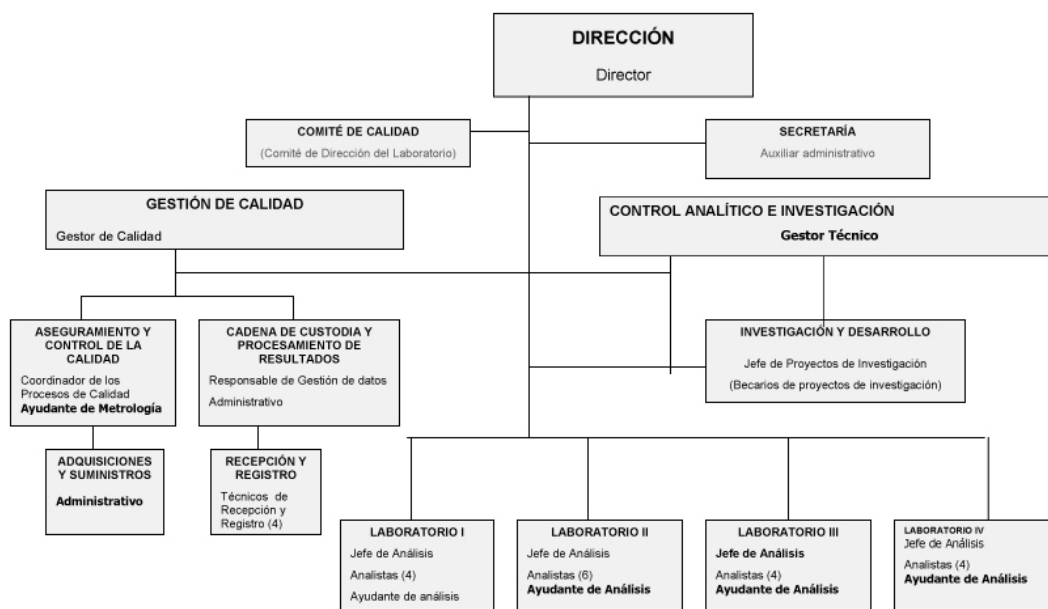 DIRECCIÓN
Director
COMITÉ DE CALIDAD
(Comité de Dirección del Laboratorio)
SECRETARÍA
Auxiliar administrativo
GESTIÓN DE CALIDAD
Gestor de Calidad
CONTROL ANALÍTICO E INVESTIGACIÓN
Gestor Técnico
ASEGURAMIENTO Y
CONTROL DE LA
CALIDAD
Coordinador de los
Procesos de Calidad
Ayudante de Metrología
CADENA DE CUSTODIA Y
PROCESAMIENTO DE
RESULTADOS
Responsable de Gestión de datos
Administrativo
INVESTIGACIÓN Y DESARROLLO
Jefe de Proyectos de Investigación
(Becarios de proyectos de investigación)
ADQUISICIONES
Y SUMINISTROS
Administrativo
RECEPCIÓN Y
REGISTRO
Técnicos de
Recepción y
Registro (4)
LABORATORIO I
Jefe de Análisis
Analistas (4)
Ayudante de análisis
LABORATORIO II
Jefe de Análisis
Analistas (6)
Ayudante de Análisis
LABORATORIO III
Jefe de Análisis
Analistas (4)
Ayudante de Análisis
LABORATORIO IV
Jefe de Análisis
Analistas (4)
Ayudante de Análisis